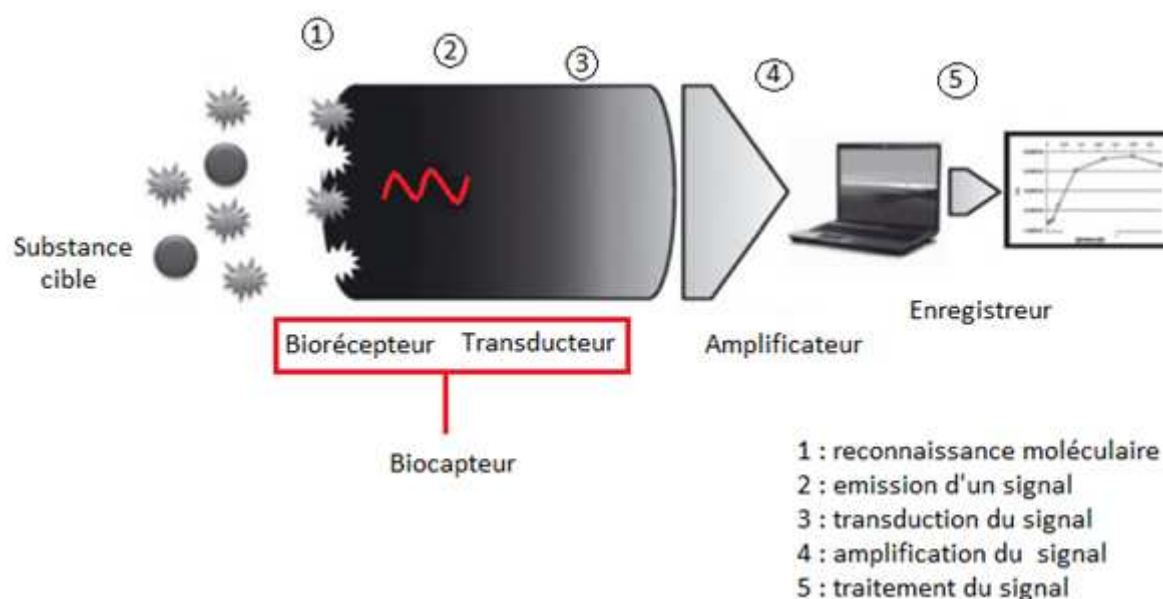 1
2
3
4
5
Substance
cible
Biorécepteur Transducteur
Amplificateur
Enregistreur
Biocapteur
1 : reconnaissance moléculaire
2 : emission d'un signal
3 : transduction du signal
4 : amplification du signal
5 : traitement du signal